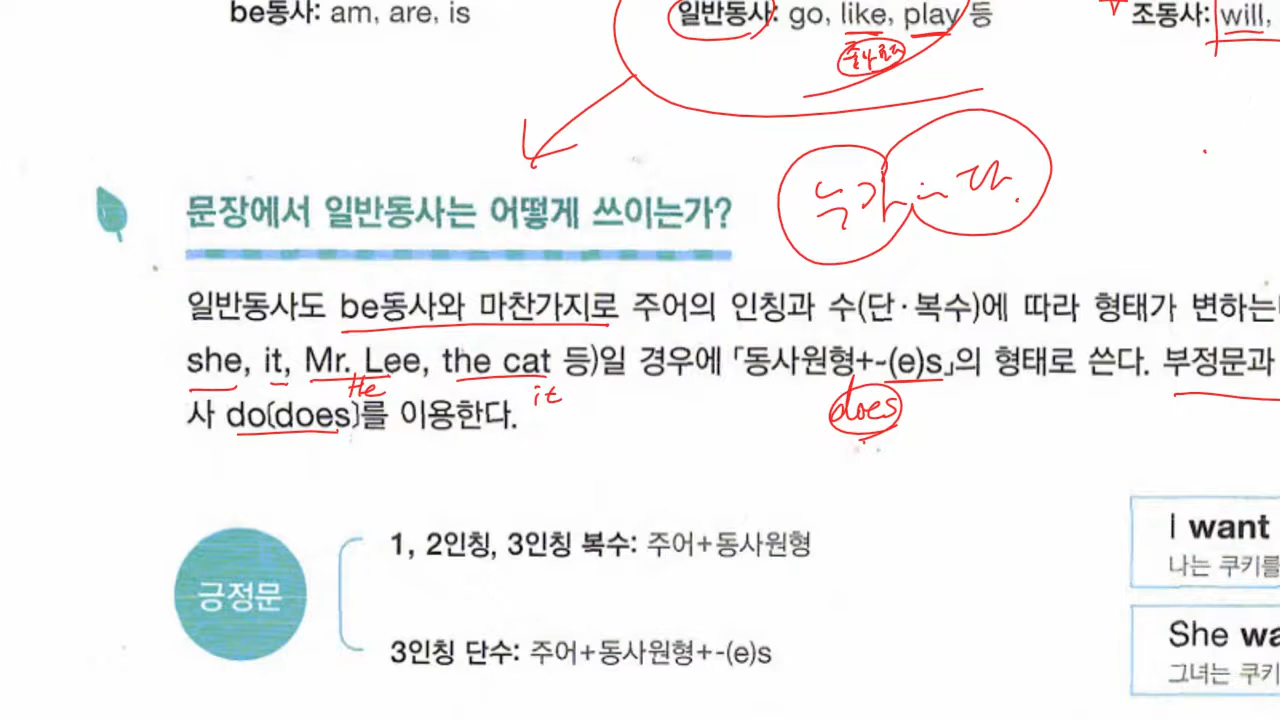 be동사: am, are, is
일반동사: go, like, play 등
조동사: will,
누가
다.
문장에서 일반동사는 어떻게 쓰이는가?
일반동사도 be동사와 마찬가지로 주어의 인칭과 수(단·복수)에 따라 형태가 변하는
she, it, Mr. Lee, the cat 등)일 경우에 「동사원형+-(e)s」의 형태로 쓴다. 부정문과
He
it
does
사 do(does)를 이용한다.
긍정문
1, 2인칭, 3인칭 복수: 주어+동사원형
3인칭 단수: 주어+동사원형+-(e)s
I want
나는 쿠키를
She wa
그녀는 쿠키